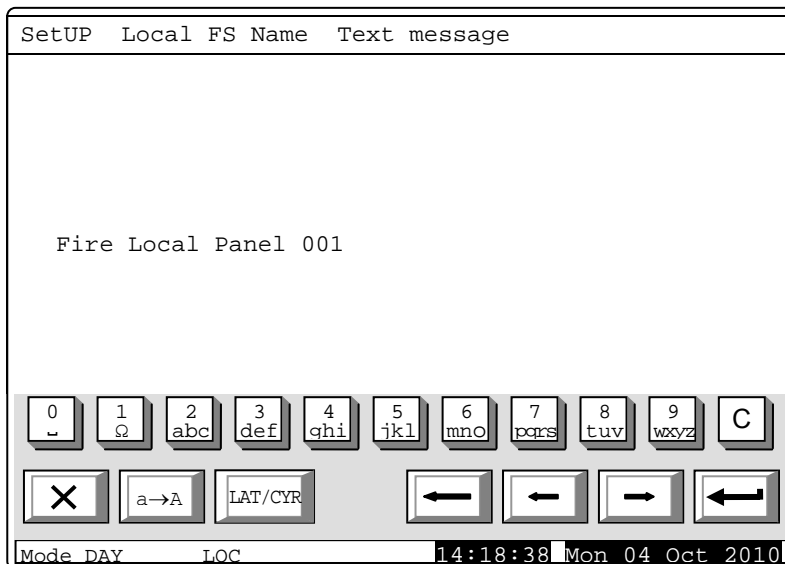 SetUP Local FS Name Text message
Fire Local Panel 001
0 1 2 3 4 5 6 7 8 9 C
␣ Ω abc def ghi jkl mno pqrs tuv wxyz
a→A LAT/CYR
Mode DAY LOC 14:18:38 Mon 04 Oct 2010